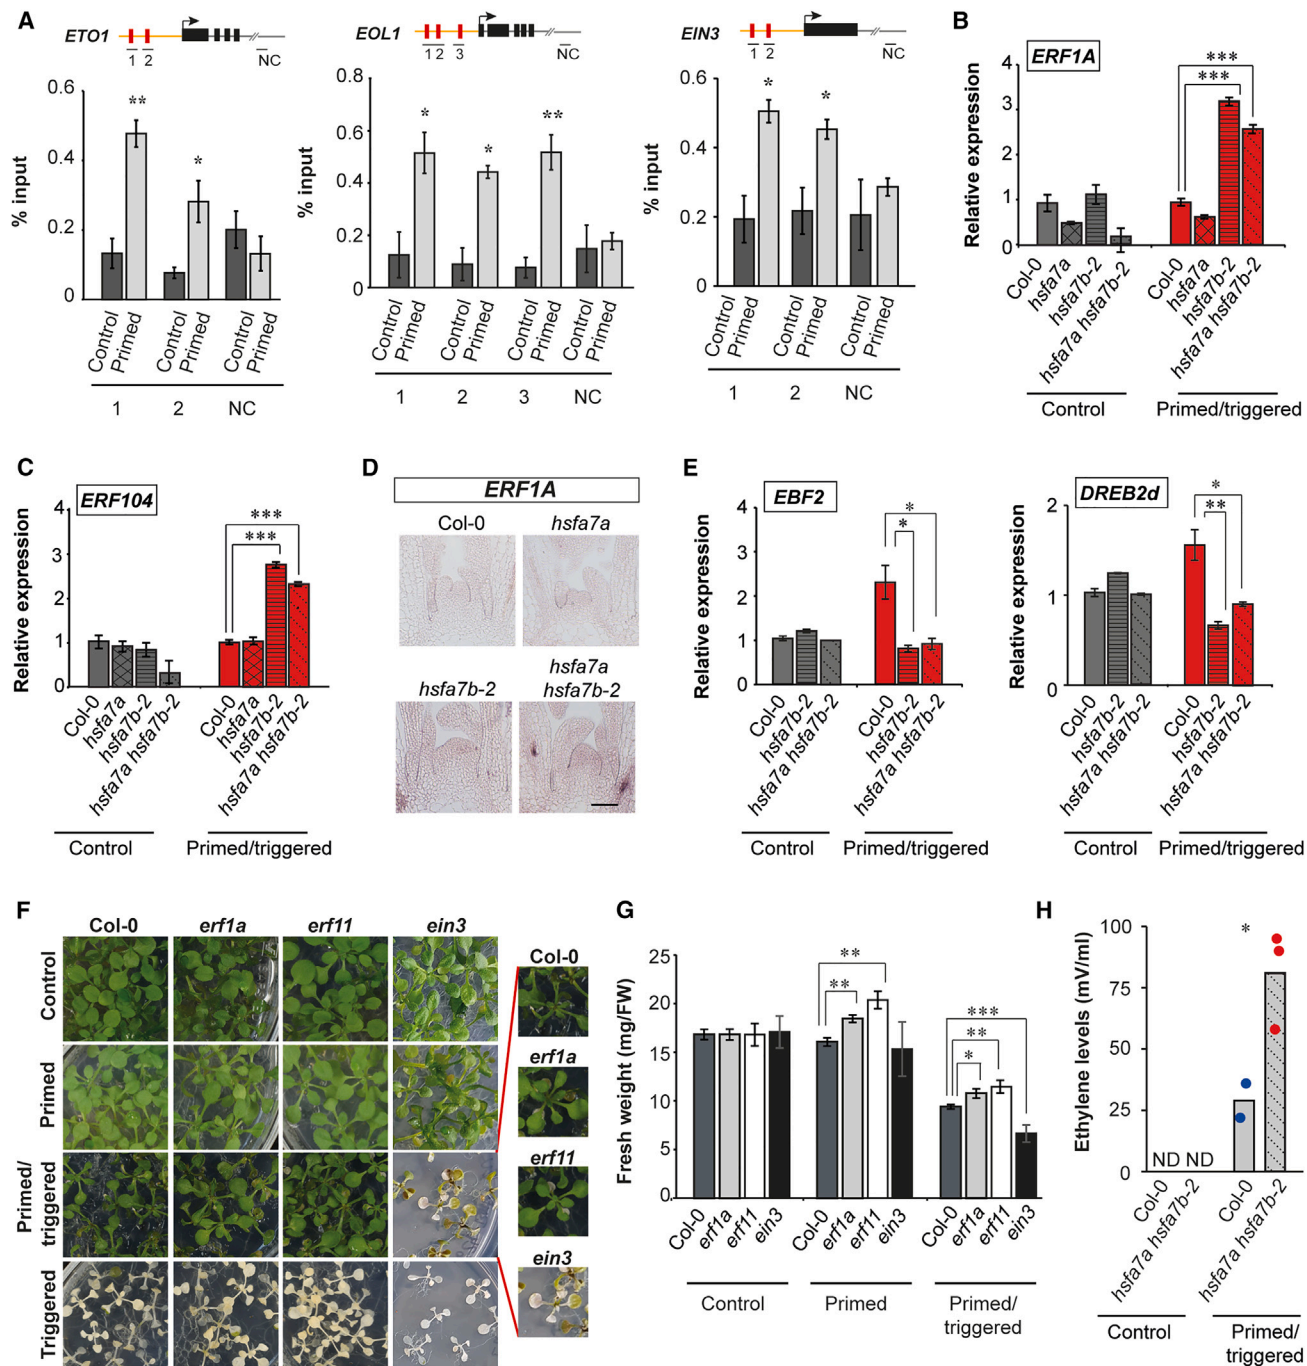 A
ETO1
1 2 NC
% input
0.6
0.4
0.2
0
** *
Control Primed Control Primed Control Primed
1 2 NC
EOL1
1 2 3 NC
% input
0.8
0.6
0.4
0.2
0
* * **
Control Primed Control Primed Control Primed Control Primed
1 2 3 NC
EIN3
1 2 NC
% input
0.6
0.4
0.2
0
* *
Control Primed Control Primed Control Primed
1 2 NC
B
ERF1A
Relative expression
4
3
2
1
0
***
***
Col-0 hsfa7a hsfa7b-2 hsfa7a hsfa7b-2
Col-0 hsfa7a hsfa7b-2 hsfa7a hsfa7b-2
Control Primed/triggered
C
ERF104
Relative expression
4
3
2
1
0
***
***
Col-0 hsfa7a hsfa7b-2 hsfa7a hsfa7b-2
Col-0 hsfa7a hsfa7b-2 hsfa7a hsfa7b-2
Control Primed/triggered
D
ERF1A
Col-0 hsfa7a
hsfa7b-2 hsfa7a hsfa7b-2
E
EBF2
Relative expression
4
3
2
1
0
*
*
Col-0 hsfa7b-2 hsfa7a hsfa7b-2
Col-0 hsfa7b-2 hsfa7a hsfa7b-2
Control Primed/triggered
DREB2d
Relative expression
2
1
0
*
**
Col-0 hsfa7b-2 hsfa7a hsfa7b-2
Col-0 hsfa7b-2 hsfa7a hsfa7b-2
Control Primed/triggered
F
Col-0 erf1a erf11 ein3
Control
Primed
Primed/
triggered
Triggered
Col-0
erf1a
erf11
ein3
G
Fresh weight (mg/FW)
25
20
15
10
5
0
**
**
***
**
*
Col-0 erf1a erf11 ein3
Col-0 erf1a erf11 ein3
Col-0 erf1a erf11 ein3
Control Primed Primed/
triggered
H
Ethylene levels (mV/ml)
100
75
50
25
0
*
ND ND
Col-0 hsfa7a hsfa7b-2
Col-0 hsfa7a hsfa7b-2
Control Primed/
triggered